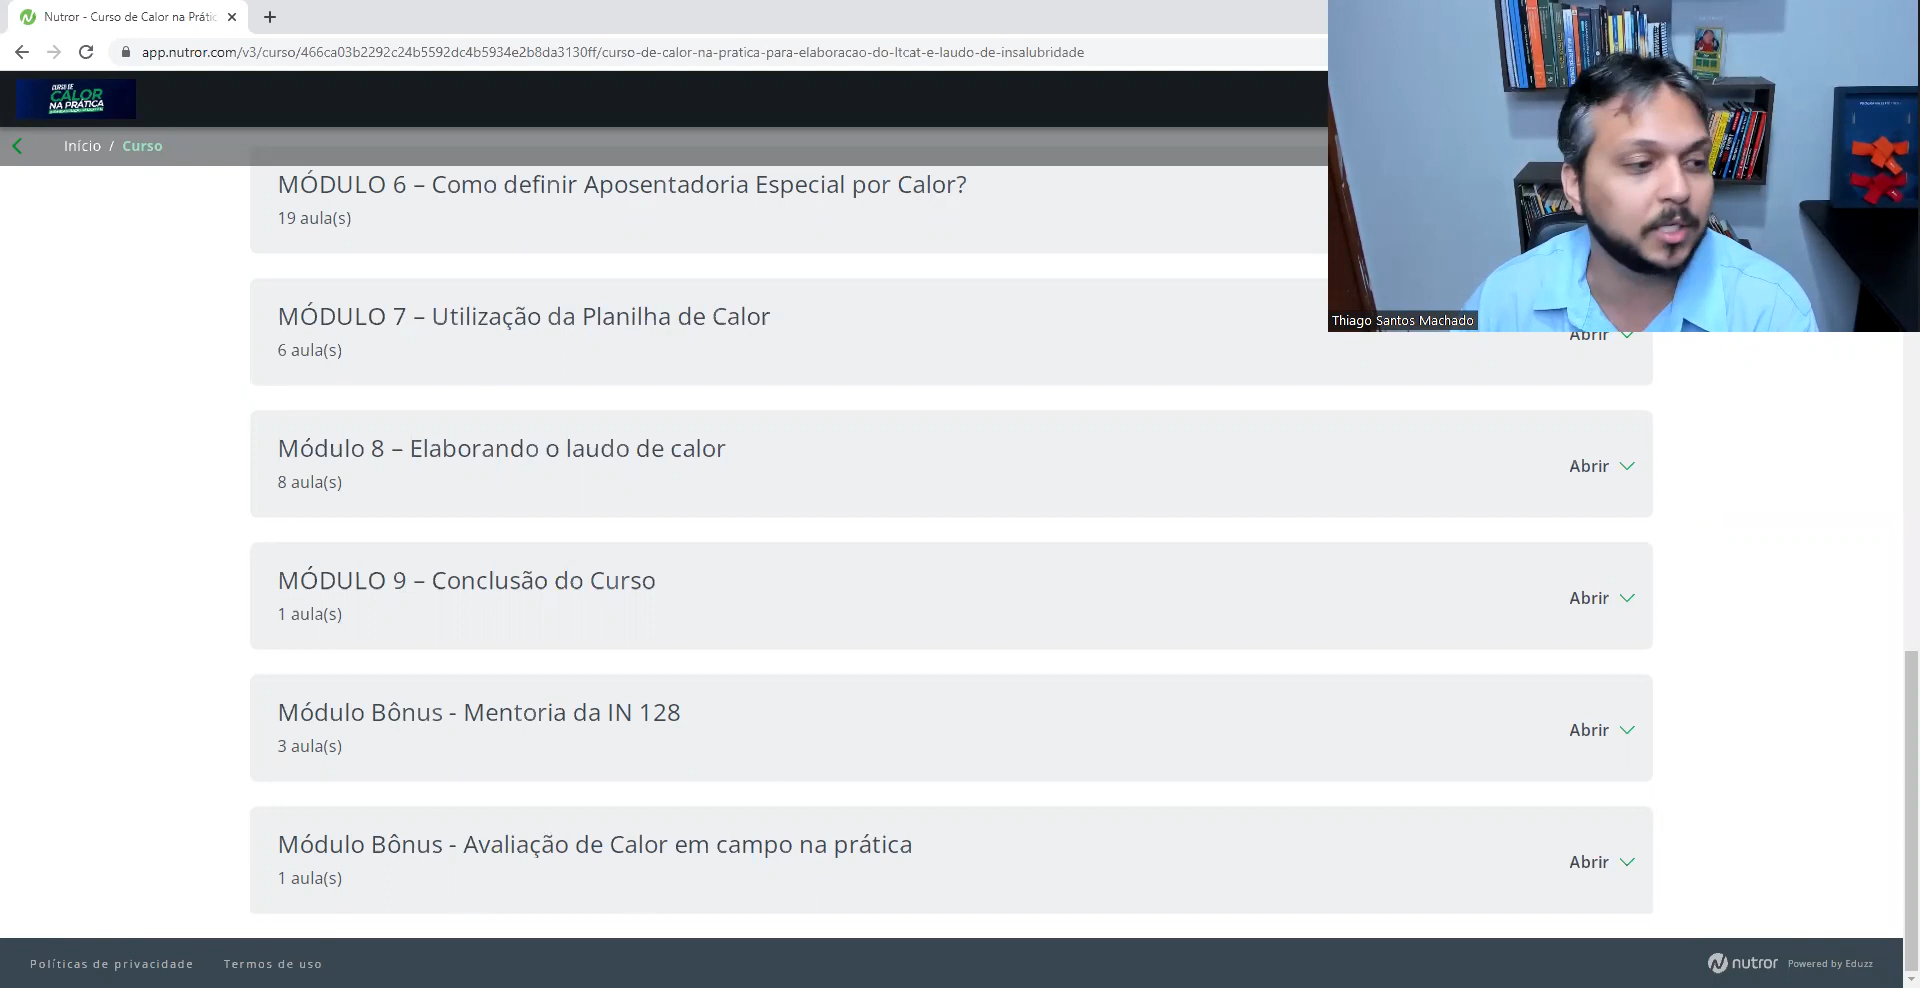 Nutror - Curso de Calor na Prátic
app.nutror.com/v3/curso/466ca03b2292c24b5592dc4b5934e2b8da3130ff/curso-de-calor-na-pratica-para-elaboracao-do-ltcat-e-laudo-de-insalubridade
CURSO DE
CALOR
NA PRÁTICA
Início / Curso
MÓDULO 6 – Como definir Aposentadoria Especial por Calor?
19 aula(s)
Thiago Santos Machado
MÓDULO 7 – Utilização da Planilha de Calor
Abrir
6 aula(s)
Módulo 8 – Elaborando o laudo de calor
Abrir
8 aula(s)
MÓDULO 9 – Conclusão do Curso
Abrir
1 aula(s)
Módulo Bônus - Mentoria da IN 128
Abrir
3 aula(s)
Módulo Bônus - Avaliação de Calor em campo na prática
Abrir
1 aula(s)
Políticas de privacidade
Termos de uso
nutror
Powered by Eduzz